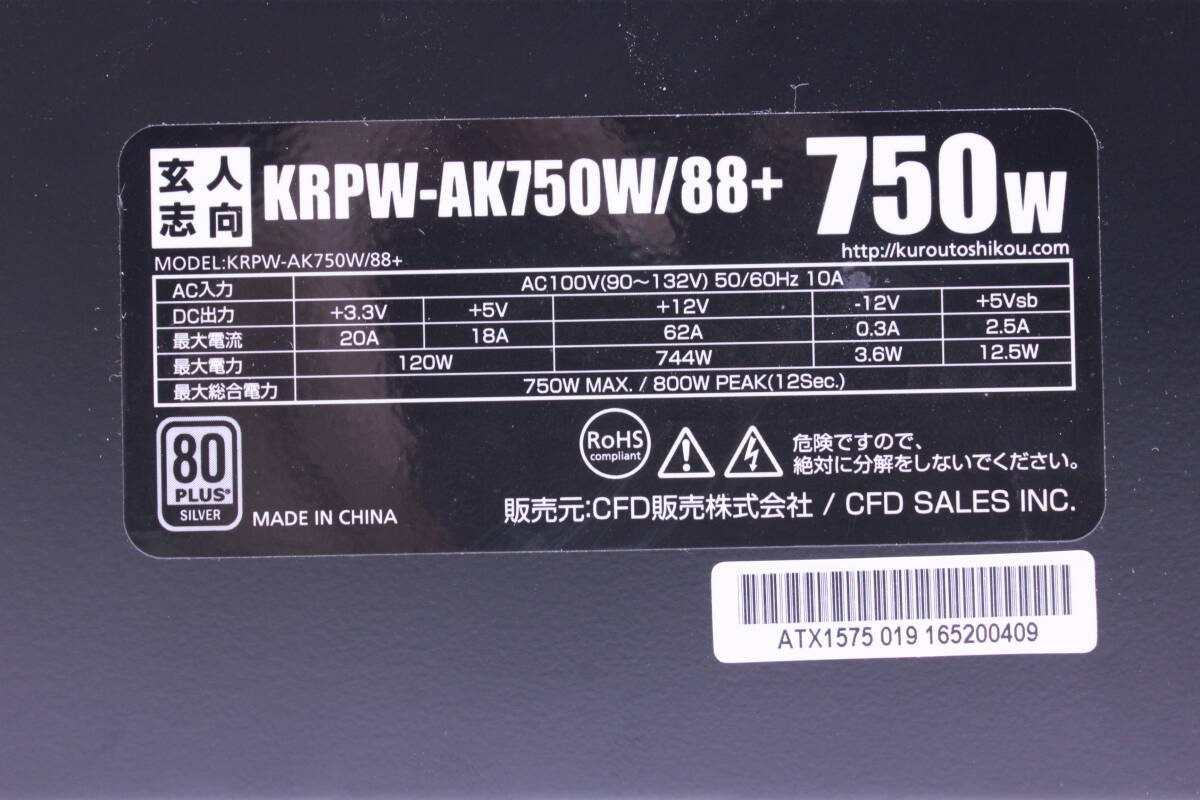 玄人
志向
KRPW-AK750W/88+
750W
http://kuroutoshikou.com
MODEL:KRPW-AK750W/88+
AC入力 AC100V(90～132V) 50/60Hz 10A
DC出力 +3.3V +5V +12V -12V +5Vsb
最大電流 20A 18A 62A 0.3A 2.5A
最大電力 120W 744W 3.6W 12.5W
最大総合電力 750W MAX. / 800W PEAK(12Sec.)
80
PLUS®
SILVER
MADE IN CHINA
RoHS
compliant
危険ですので、
絶対に分解をしないでください。
販売元:CFD販売株式会社 / CFD SALES INC.
ATX1575 019 165200409